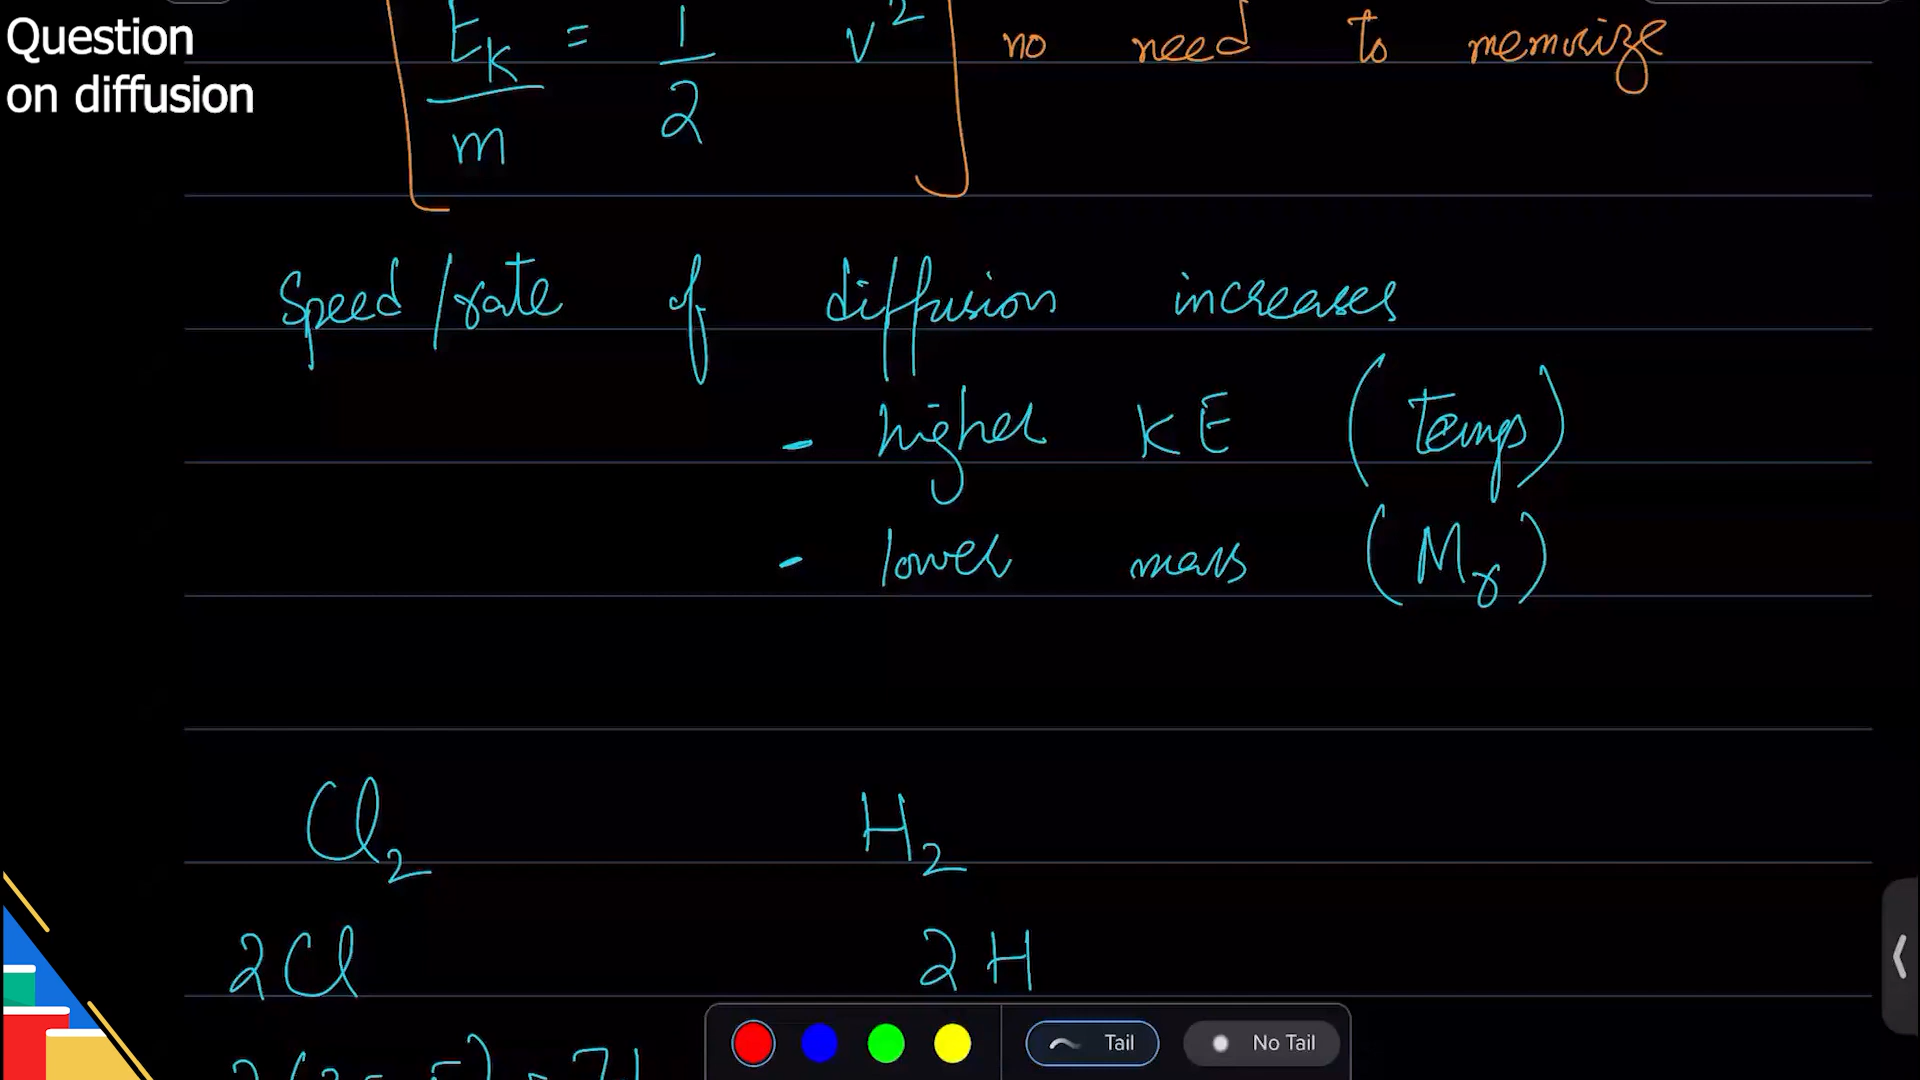 Question
on diffusion
E_K/m = 1/2 v² no need to memorize
Speed/rate of diffusion increases
- higher KE (Temp)
- lower mass (Mr)
Cl₂ H₂
2Cl 2H
Tail No Tail